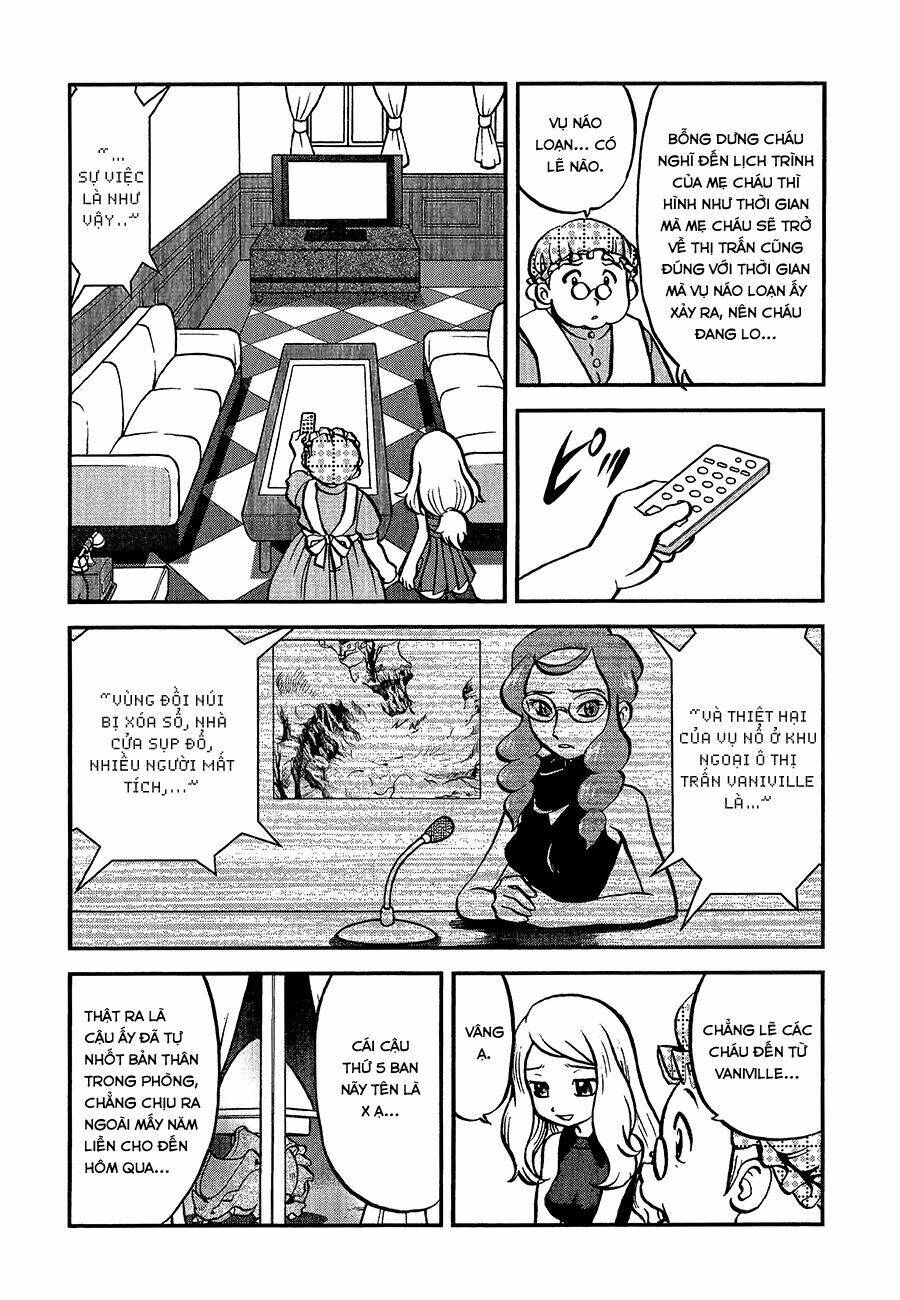 BỖNG DƯNG CHÁU
NGHĨ ĐẾN LỊCH TRÌNH
CỦA MẸ CHÁU THÌ
HÌNH NHƯ THỜI GIAN
MÀ MẸ CHÁU SẼ TRỞ
VỀ THỊ TRẤN CŨNG
ĐÚNG VỚI THỜI GIAN
MÀ VỤ NÁO LOẠN ẤY
XẢY RA, NÊN CHÁU
ĐANG LO...
VỤ NÁO
LOẠN... CÓ
LẼ NÀO.
ピッ
"...
SỰ VIỆC
LÀ NHƯ
VẬY.."
"VÀ THIỆT HẠI
CỦA VỤ NỔ Ở KHU
NGOẠI Ô THỊ
TRẤN VANIVILLE
LÀ..."
"VÙNG ĐỒI NÚI
BỊ XÓA SỔ, NHÀ
CỬA SỤP ĐỔ,
NHIỀU NGƯỜI MẤT
TÍCH,..."
CHẲNG LẼ CÁC
CHÁU ĐẾN TỪ
VANIVILLE...
VÂNG
Ạ.
CÁI CẬU
THỨ 5 BAN
NÃY TÊN LÀ
X Ạ...
THẬT RA LÀ
CẬU ẤY ĐÃ TỰ
NHỐT BẢN THÂN
TRONG PHÒNG,
CHẲNG CHỊU RA
NGOÀI MẤY NĂM
LIỀN CHO ĐẾN
HÔM QUA...